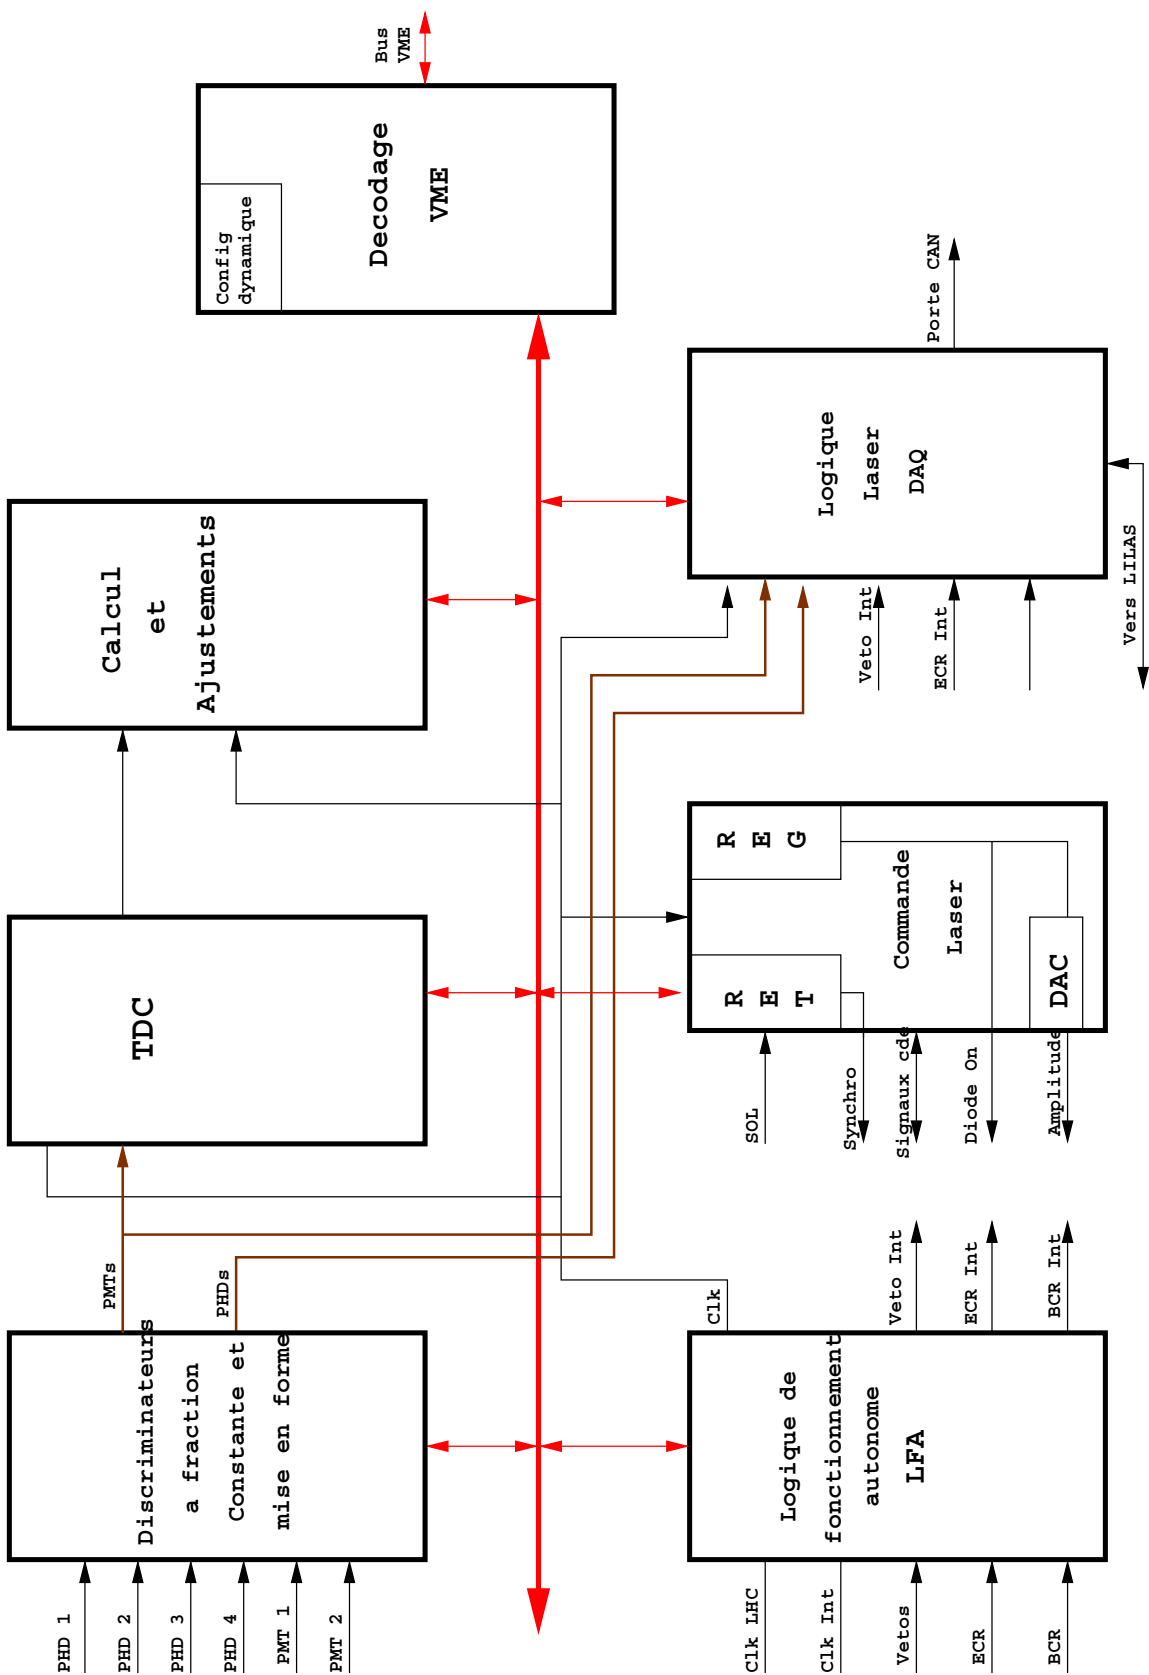 Bus
VME
Config
dynamique
Decodage
VME
Porte CAN
Calcul
et
Ajustements
Logique
Laser
DAQ
Veto Int
ECR Int
Vers LILAS
TDC
R E G
R E T
Commande
Laser
DAC
SOL
Synchro
Signaux cde
Diode On
Amplitude
PMTs
PHDs
Clk
Veto Int
ECR Int
BCR Int
Discriminateurs
a fraction
Constante et
mise en forme
Logique de
fonctionnement
autonome
LFA
PHD 1
PHD 2
PHD 3
PHD 4
PMT 1
PMT 2
Clk LHC
Clk Int
Vetos
ECR
BCR